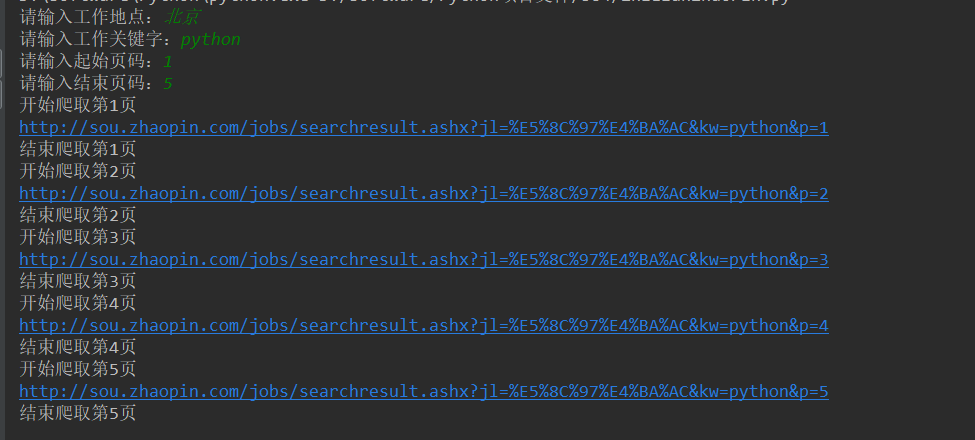 请输入工作地点：北京
请输入工作关键字：python
请输入起始页码：1
请输入结束页码：5
开始爬取第1页
http://sou.zhaopin.com/jobs/searchresult.ashx?jl=%E5%8C%97%E4%BA%AC&kw=python&p=1
结束爬取第1页
开始爬取第2页
http://sou.zhaopin.com/jobs/searchresult.ashx?jl=%E5%8C%97%E4%BA%AC&kw=python&p=2
结束爬取第2页
开始爬取第3页
http://sou.zhaopin.com/jobs/searchresult.ashx?jl=%E5%8C%97%E4%BA%AC&kw=python&p=3
结束爬取第3页
开始爬取第4页
http://sou.zhaopin.com/jobs/searchresult.ashx?jl=%E5%8C%97%E4%BA%AC&kw=python&p=4
结束爬取第4页
开始爬取第5页
http://sou.zhaopin.com/jobs/searchresult.ashx?jl=%E5%8C%97%E4%BA%AC&kw=python&p=5
结束爬取第5页